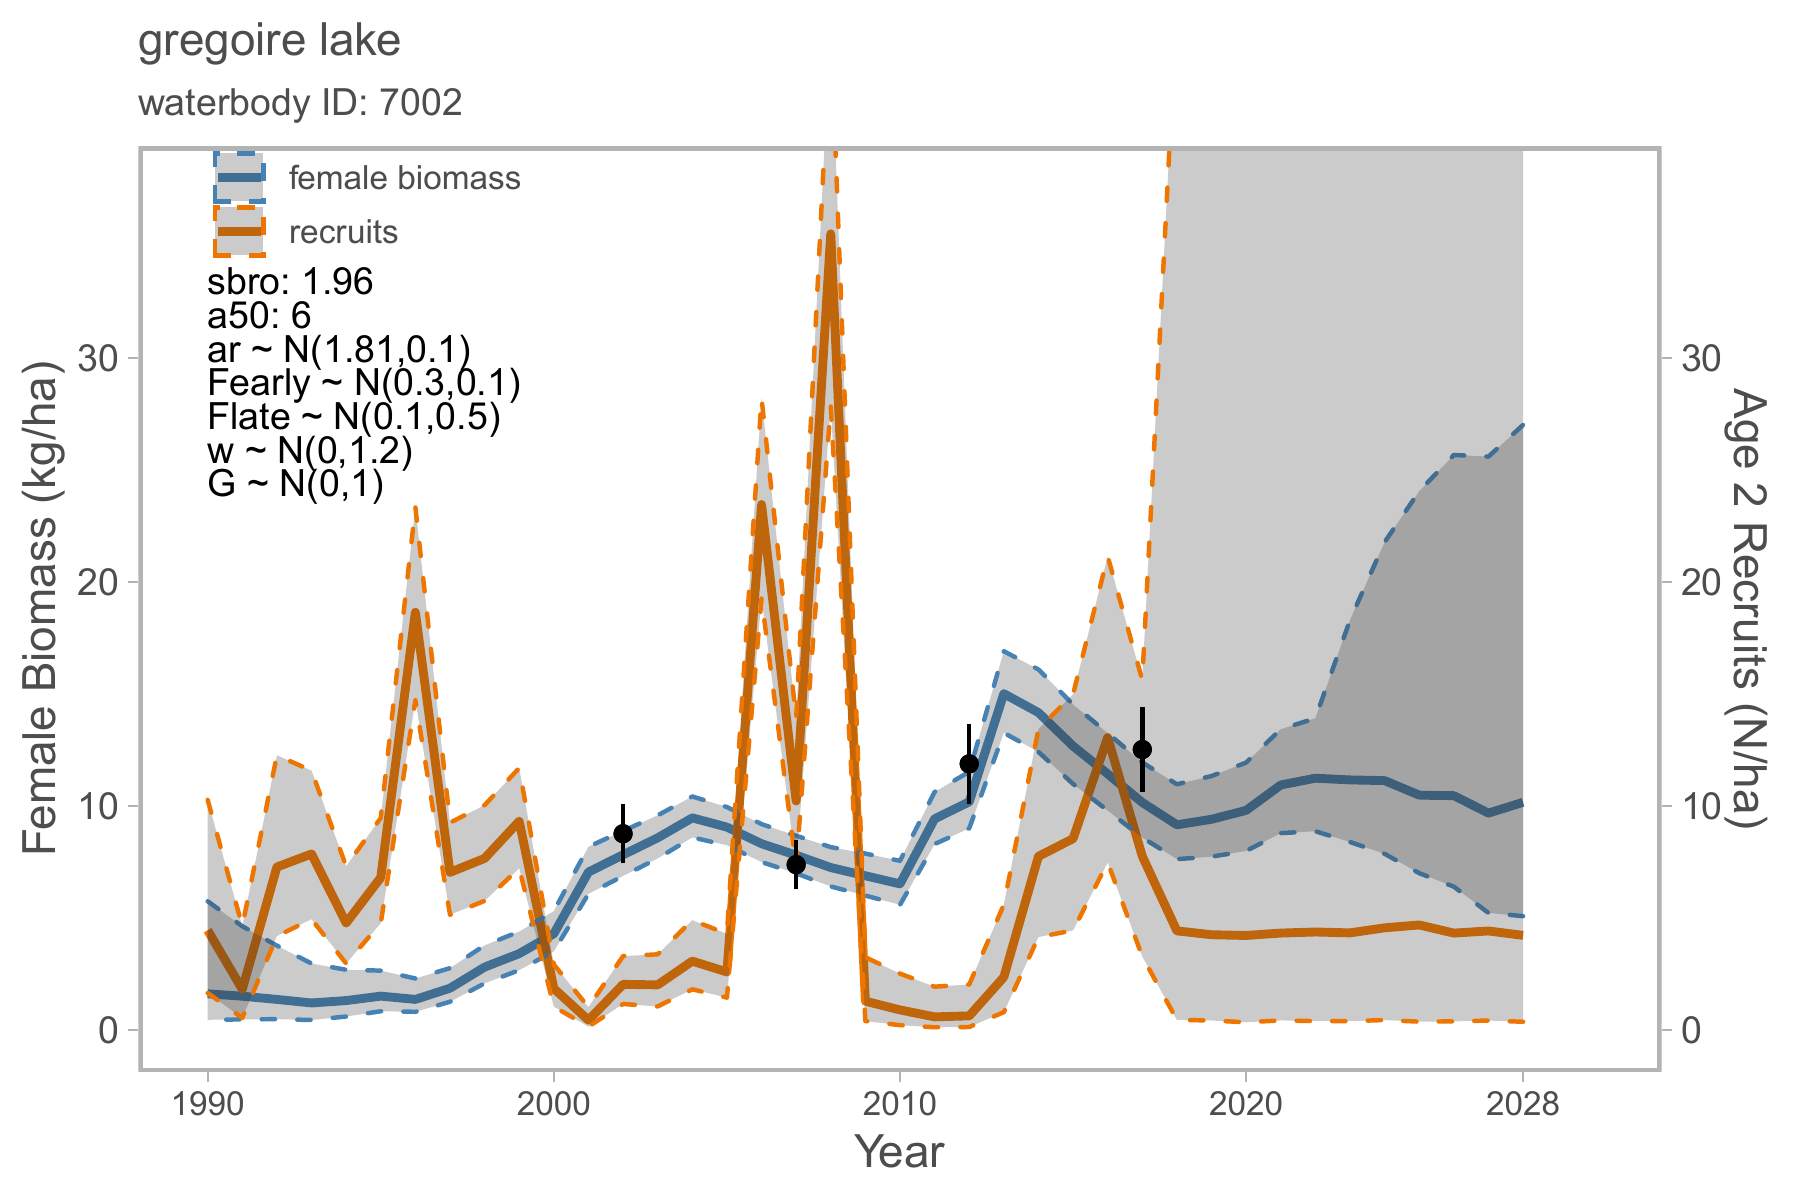 gregoire lake
waterbody ID: 7002
female biomass
recruits
sbro: 1.96
a50: 6
ar ~ N(1.81,0.1)
Fearly ~ N(0.3,0.1)
Flate ~ N(0.1,0.5)
w ~ N(0,1.2)
G ~ N(0,1)
Female Biomass (kg/ha)
30
20
10
0
30
20
10
0
Age 2 Recruits (N/ha)
1990 2000 2010 2020 2028
Year